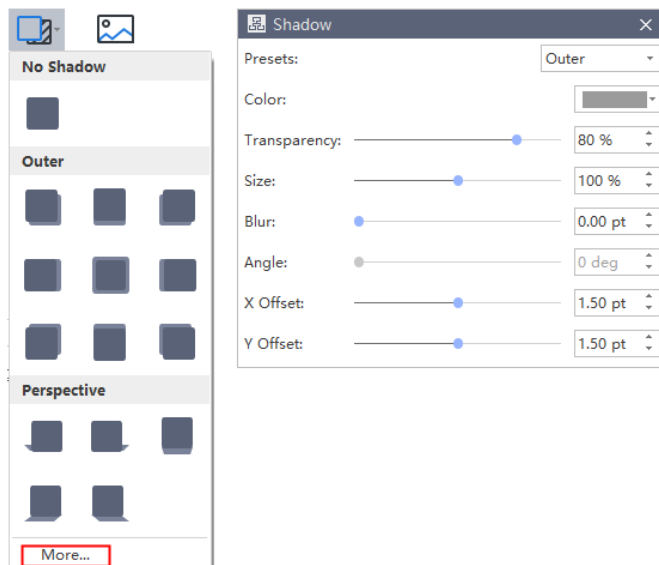 No Shadow
Outer
Perspective
More...
Shadow
Presets: Outer
Color:
Transparency: 80 %
Size: 100 %
Blur: 0.00 pt
Angle: 0 deg
X Offset: 1.50 pt
Y Offset: 1.50 pt